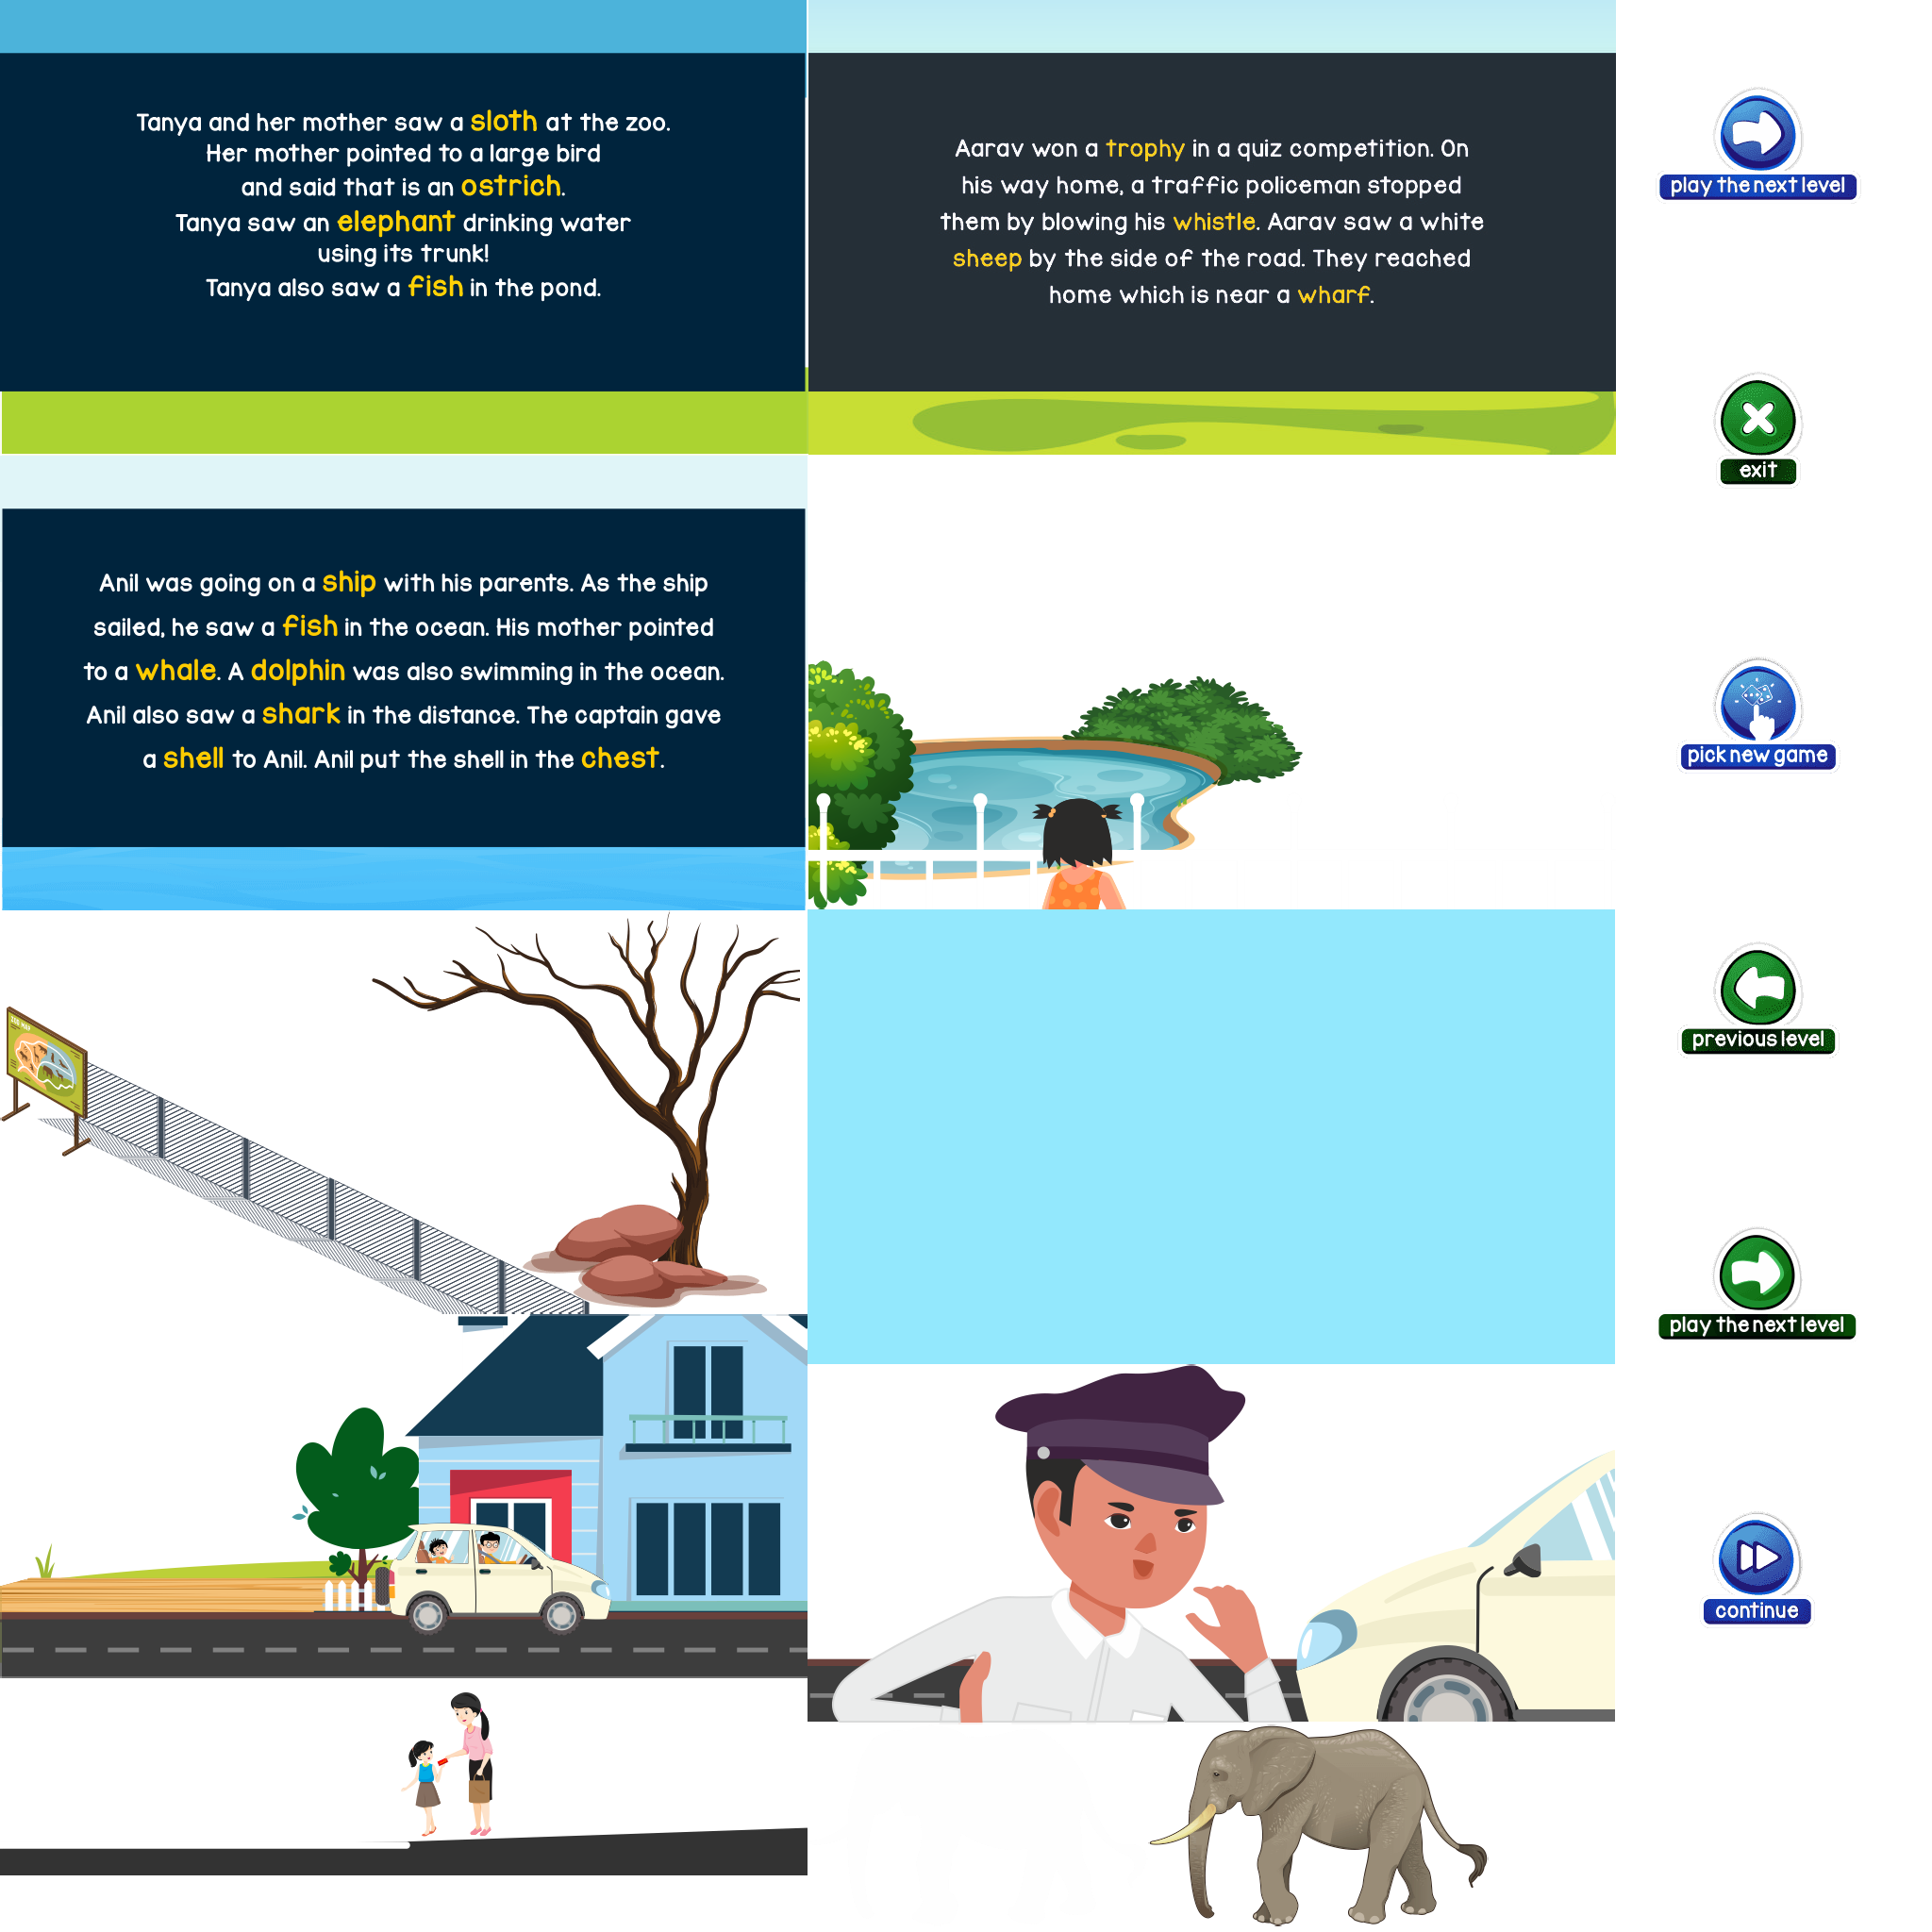 Tanya and her mother saw a sloth at the zoo.
Her mother pointed to a large bird
and said that is an ostrich.
Tanya saw an elephant drinking water
using its trunk!
Tanya also saw a fish in the pond.
Aarav won a trophy in a quiz competition. On
his way home, a traffic policeman stopped
them by blowing his whistle. Aarav saw a white
sheep by the side of the road. They reached
home which is near a wharf.
Anil was going on a ship with his parents. As the ship
sailed, he saw a fish in the ocean. His mother pointed
to a whale. A dolphin was also swimming in the ocean.
Anil also saw a shark in the distance. The captain gave
a shell to Anil. Anil put the shell in the chest.
ZOO MAP
play the next level
exit
pick new game
previous level
play the next level
continue